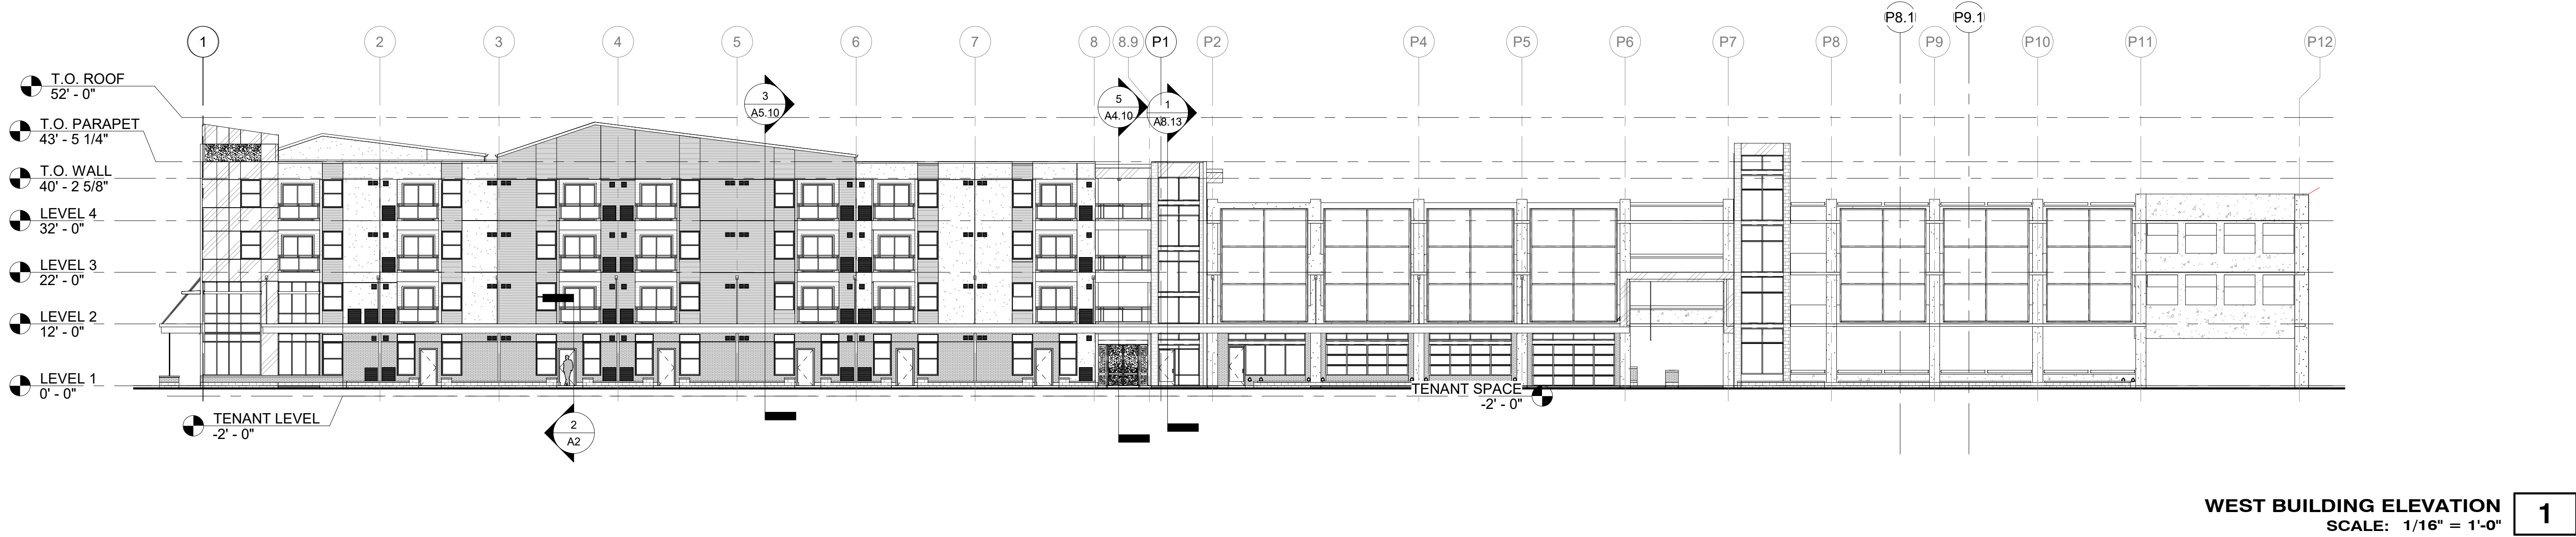 P8.1 P9.1
1 2 3 4 5 6 7 8 8.9 P1 P2 P4 P5 P6 P7 P8 P9 P10 P11 P12
T.O. ROOF
52' - 0"
3
A5.10
5
A4.10
1
A8.13
T.O. PARAPET
43' - 5 1/4"
T.O. WALL
40' - 2 5/8"
LEVEL 4
32' - 0"
LEVEL 3
22' - 0"
LEVEL 2
12' - 0"
LEVEL 1
0' - 0"
TENANT SPACE
-2' - 0"
TENANT LEVEL
-2' - 0"
2
A2
WEST BUILDING ELEVATION
SCALE: 1/16" = 1'-0"
1